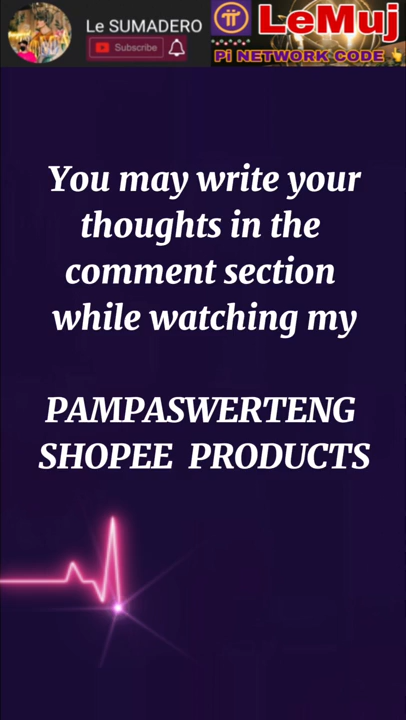 Le SUMADERO
Subscribe
LeMuj
Pi NETWORK CODE
You may write your
thoughts in the
comment section
while watching my
PAMPASWERTENG
SHOPEE PRODUCTS